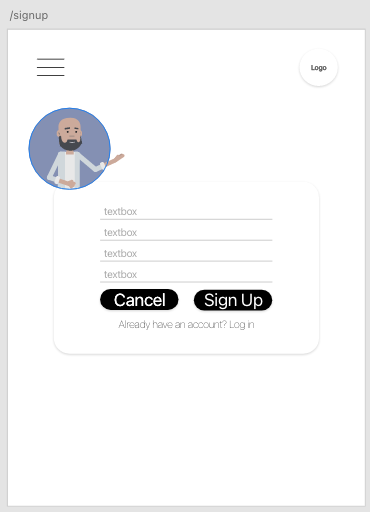 /signup
Logo
textbox
textbox
textbox
textbox
Cancel Sign Up
Already have an account? Log in